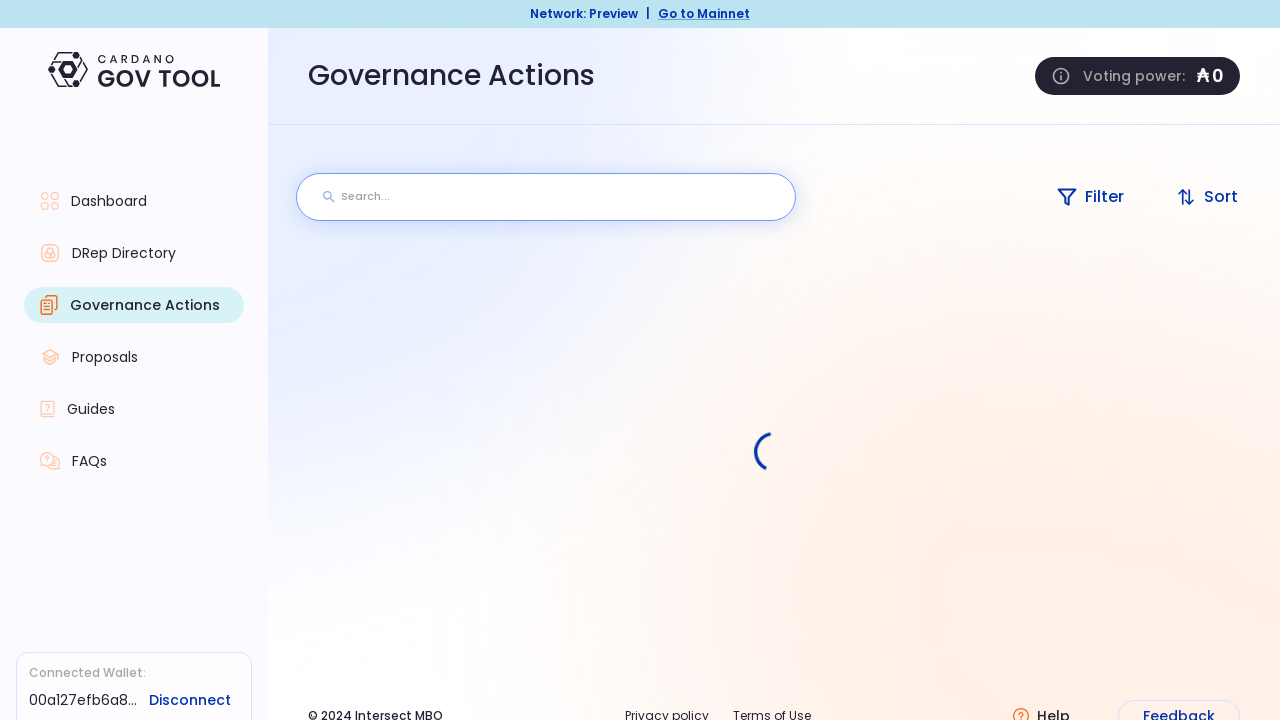 Network: Preview | Go to Mainnet
CARDANO
GOV TOOL
Governance Actions
Voting power: ₳ 0
Dashboard
DRep Directory
Governance Actions
Proposals
Guides
FAQs
Search...
Filter
Sort
Connected Wallet:
00a127efb6a8... Disconnect
© 2024 Intersect MBO
Privacy policy
Terms of Use
Help
Feedback